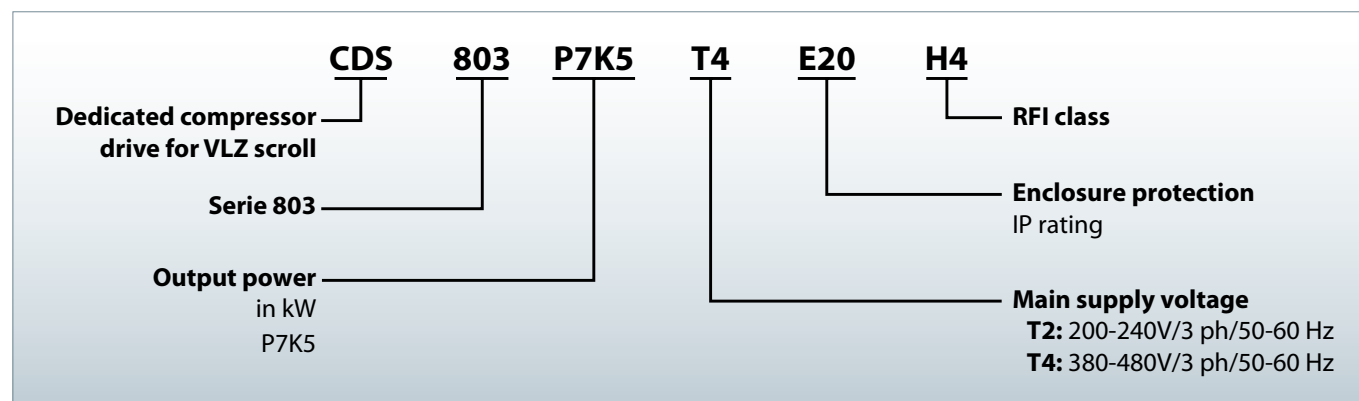 CDS 803 P7K5 T4 E20 H4
Dedicated compressor
drive for VLZ scroll
Serie 803
Output power
in kW
P7K5
RFI class
Enclosure protection
IP rating
Main supply voltage
T2: 200-240V/3 ph/50-60 Hz
T4: 380-480V/3 ph/50-60 Hz